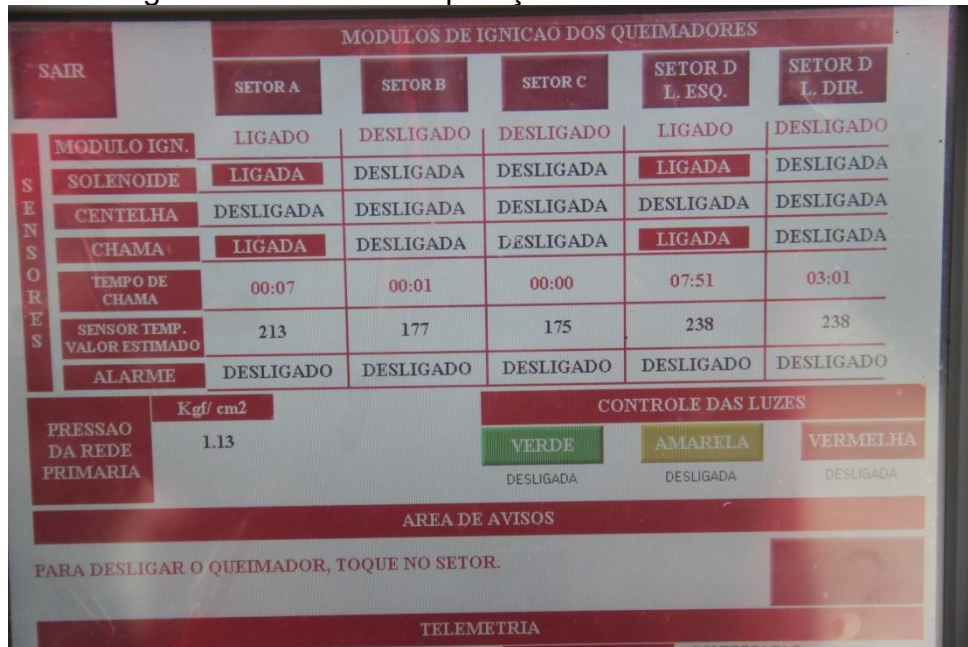 MODULOS DE IGNICAO DOS QUEIMADORES
SAIR
SETOR A
SETOR B
SETOR C
SETOR D
L. ESQ.
SETOR D
L. DIR.
SENSORES
MODULO IGN.
LIGADO
DESLIGADO
DESLIGADO
LIGADO
DESLIGADO
SOLENOIDE
LIGADA
DESLIGADA
DESLIGADA
LIGADA
DESLIGADA
CENTELHA
DESLIGADA
DESLIGADA
DESLIGADA
DESLIGADA
DESLIGADA
CHAMA
LIGADA
DESLIGADA
DESLIGADA
LIGADA
DESLIGADA
TEMPO DE
CHAMA
00:07
00:01
00:00
07:51
03:01
SENSOR TEMP.
VALOR ESTIMADO
213
177
175
238
238
ALARME
DESLIGADO
DESLIGADO
DESLIGADO
DESLIGADO
DESLIGADO
PRESSAO
DA REDE
PRIMARIA
Kgf/ cm2
1.13
CONTROLE DAS LUZES
VERDE
AMARELA
VERMELHA
DESLIGADA
DESLIGADA
DESLIGADA
AREA DE AVISOS
PARA DESLIGAR O QUEIMADOR, TOQUE NO SETOR.
TELEMETRIA